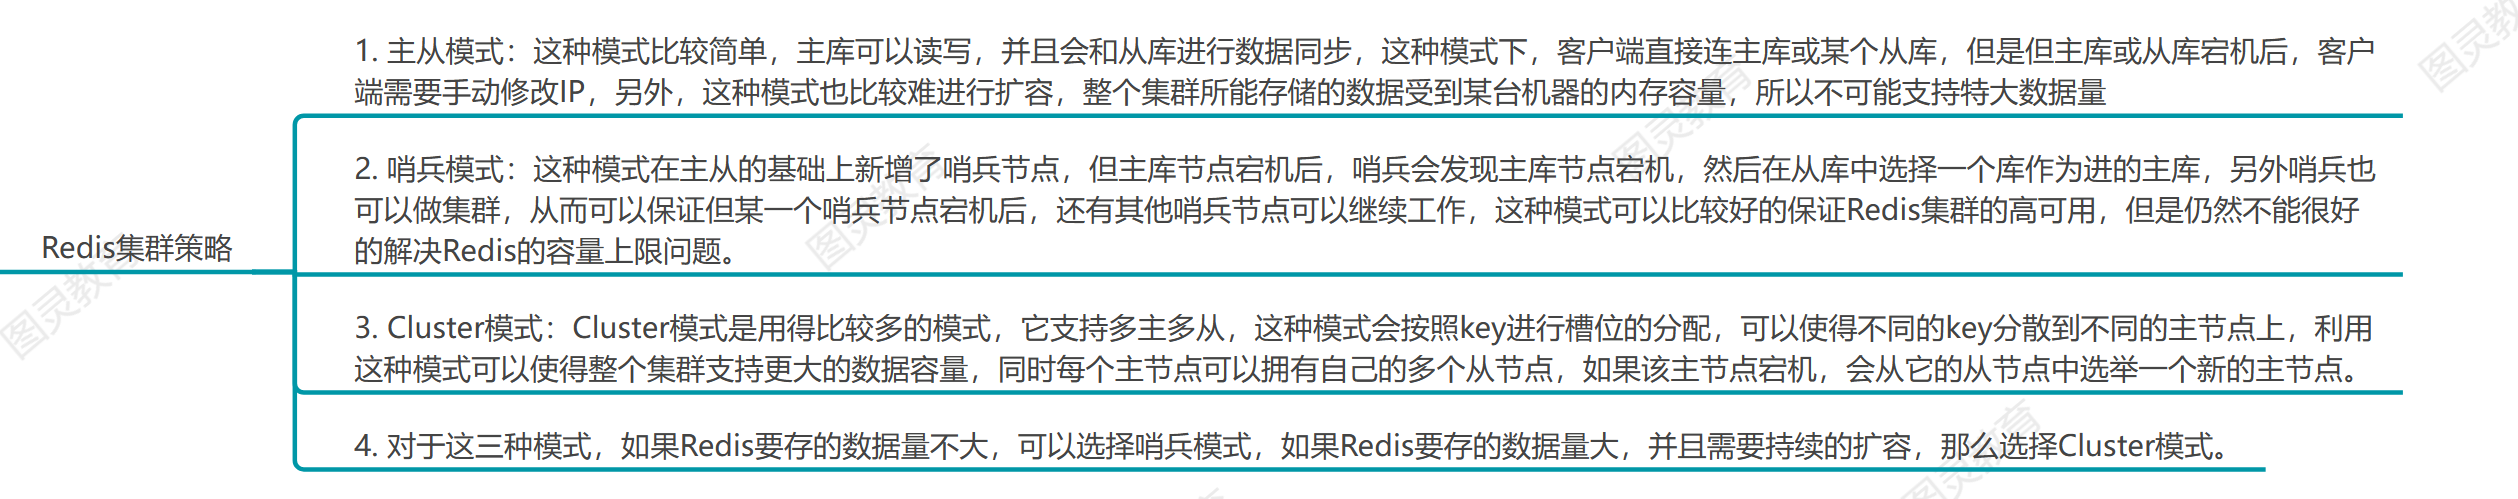 1. 主从模式：这种模式比较简单，主库可以读写，并且会和从库进行数据同步，这种模式下，客户端直接连主库或某个从库，但是但主库或从库宕机后，客户
端需要手动修改IP，另外，这种模式也比较难进行扩容，整个集群所能存储的数据受到某台机器的内存容量，所以不可能支持特大数据量
2. 哨兵模式：这种模式在主从的基础上新增了哨兵节点，但主库节点宕机后，哨兵会发现主库节点宕机，然后在从库中选择一个库作为进的主库，另外哨兵也
可以做集群，从而可以保证但某一个哨兵节点宕机后，还有其他哨兵节点可以继续工作，这种模式可以比较好的保证Redis集群的高可用，但是仍然不能很好
的解决Redis的容量上限问题。
Redis集群策略
3. Cluster模式：Cluster模式是用得比较多的模式，它支持多主多从，这种模式会按照key进行槽位的分配，可以使得不同的key分散到不同的主节点上，利用
这种模式可以使得整个集群支持更大的数据容量，同时每个主节点可以拥有自己的多个从节点，如果该主节点宕机，会从它的从节点中选举一个新的主节点。
4. 对于这三种模式，如果Redis要存的数据量不大，可以选择哨兵模式，如果Redis要存的数据量大，并且需要持续的扩容，那么选择Cluster模式。
图灵教育
图灵教育
图灵教育
图灵教
图灵教育